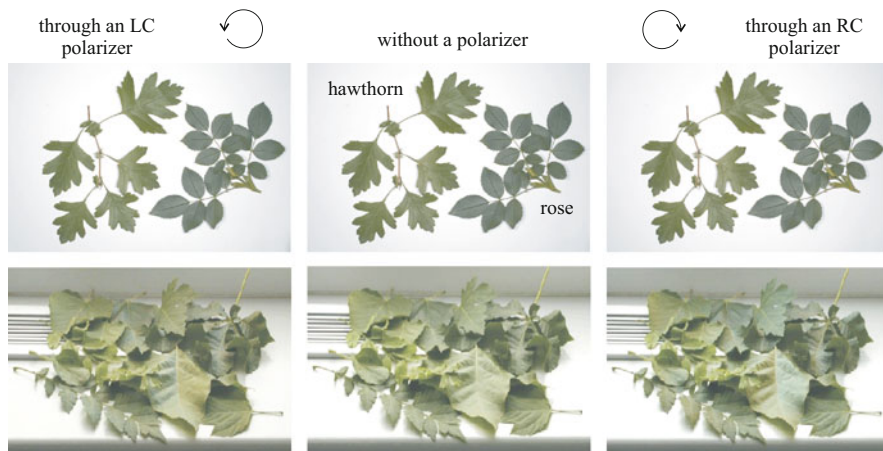 through an LC
polarizer
without a polarizer
through an RC
polarizer
hawthorn
rose